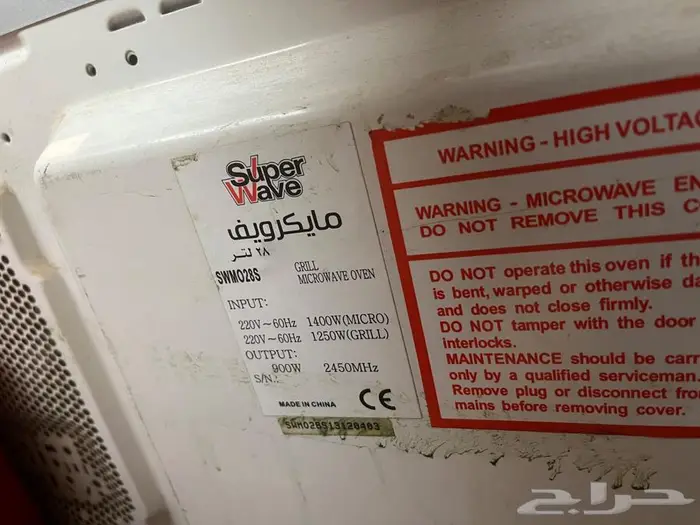 Super
Wave
مايكرويف
٢٨ لتر
SWMO28S GRILL
MICROWAVE OVEN
INPUT:
220V～60Hz 1400W(MICRO)
220V～60Hz 1250W(GRILL)
OUTPUT:
900W 2450MHz
S/N.:
MADE IN CHINA CE
SWMO28S13120403
WARNING - HIGH VOLTA
WARNING - MICROWAVE EN
DO NOT REMOVE THIS C
DO NOT operate this oven if th
is bent, warped or otherwise da
and does not close firmly.
DO NOT tamper with the door
interlocks.
MAINTENANCE should be carr
only by a qualified serviceman.
Remove plug or disconnect fro
mains before removing cover.
حراج